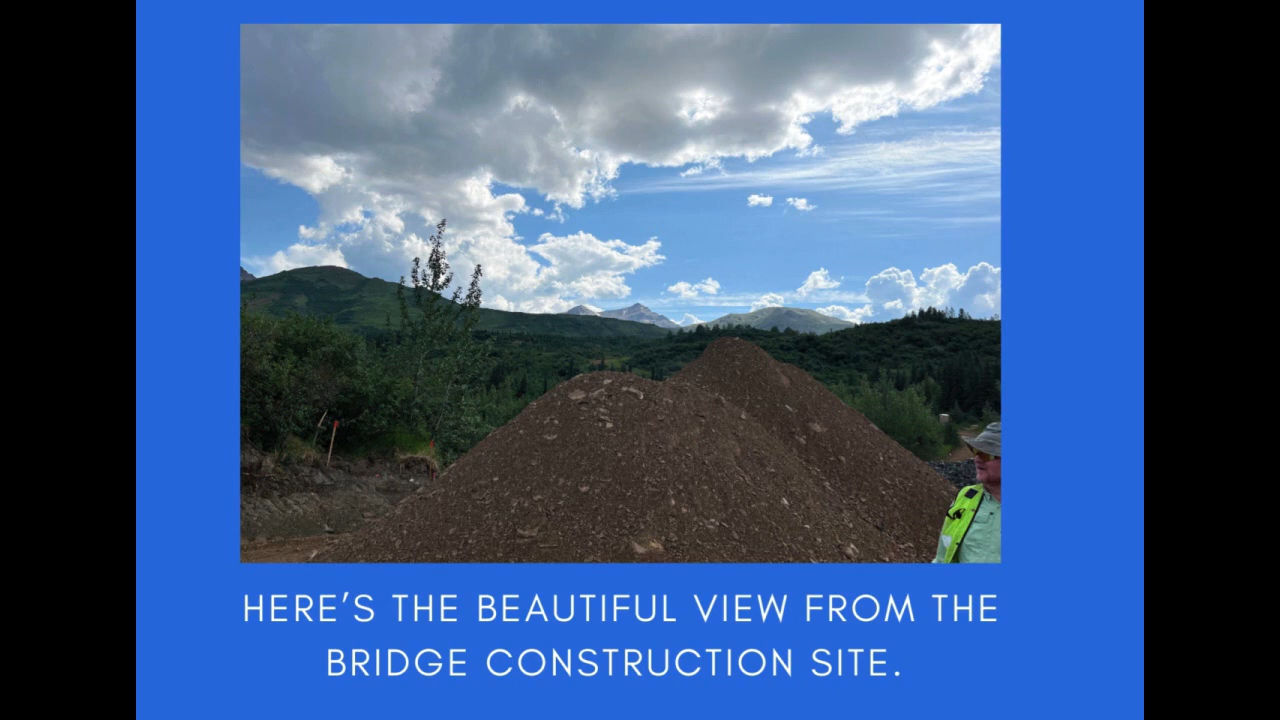 HERE'S THE BEAUTIFUL VIEW FROM THE
BRIDGE CONSTRUCTION SITE.